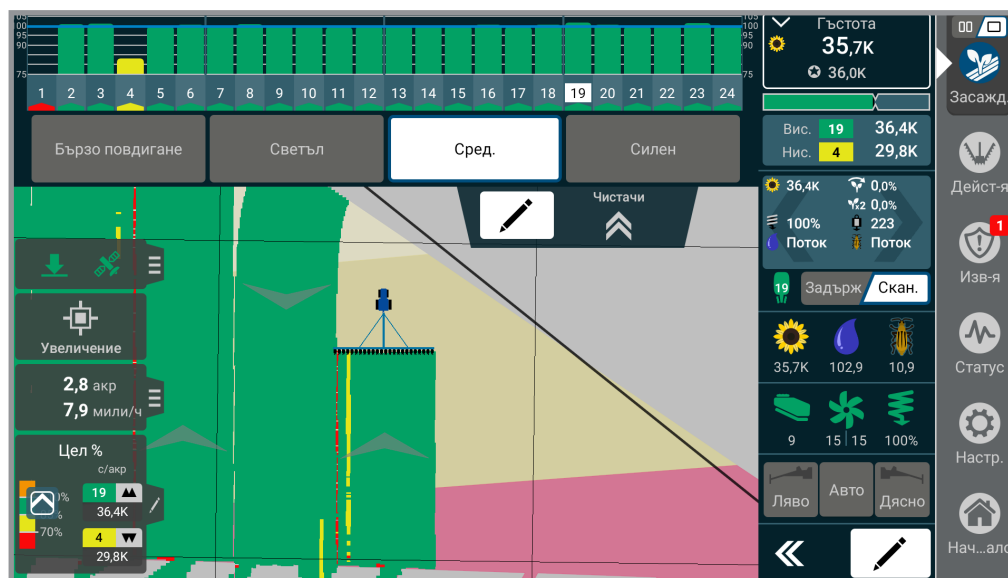 105
100
95
90
75
105
100
95
90
75
1 2 3 4 5 6 7 8 9 10 11 12 13 14 15 16 17 18 19 20 21 22 23 24
Бързо повдигане
Светъл
Сред.
Силен
Чистачи
Увеличение
2,8 акр
7,9 мили/ч
Цел %
с/акр
19
36,4K
70%
4
29,8K
Гъстота
35,7K
36,0K
Вис. 19 36,4K
Нис. 4 29,8K
36,4K 0,0%
x2 0,0%
100% 223
Поток Поток
19 Задърж Скан.
35,7K 102,9 10,9
9 15 15 100%
Ляво Авто Дясно
Засажд.
Дейст-я
1
Изв-я
Статус
Настр.
Нач...ало